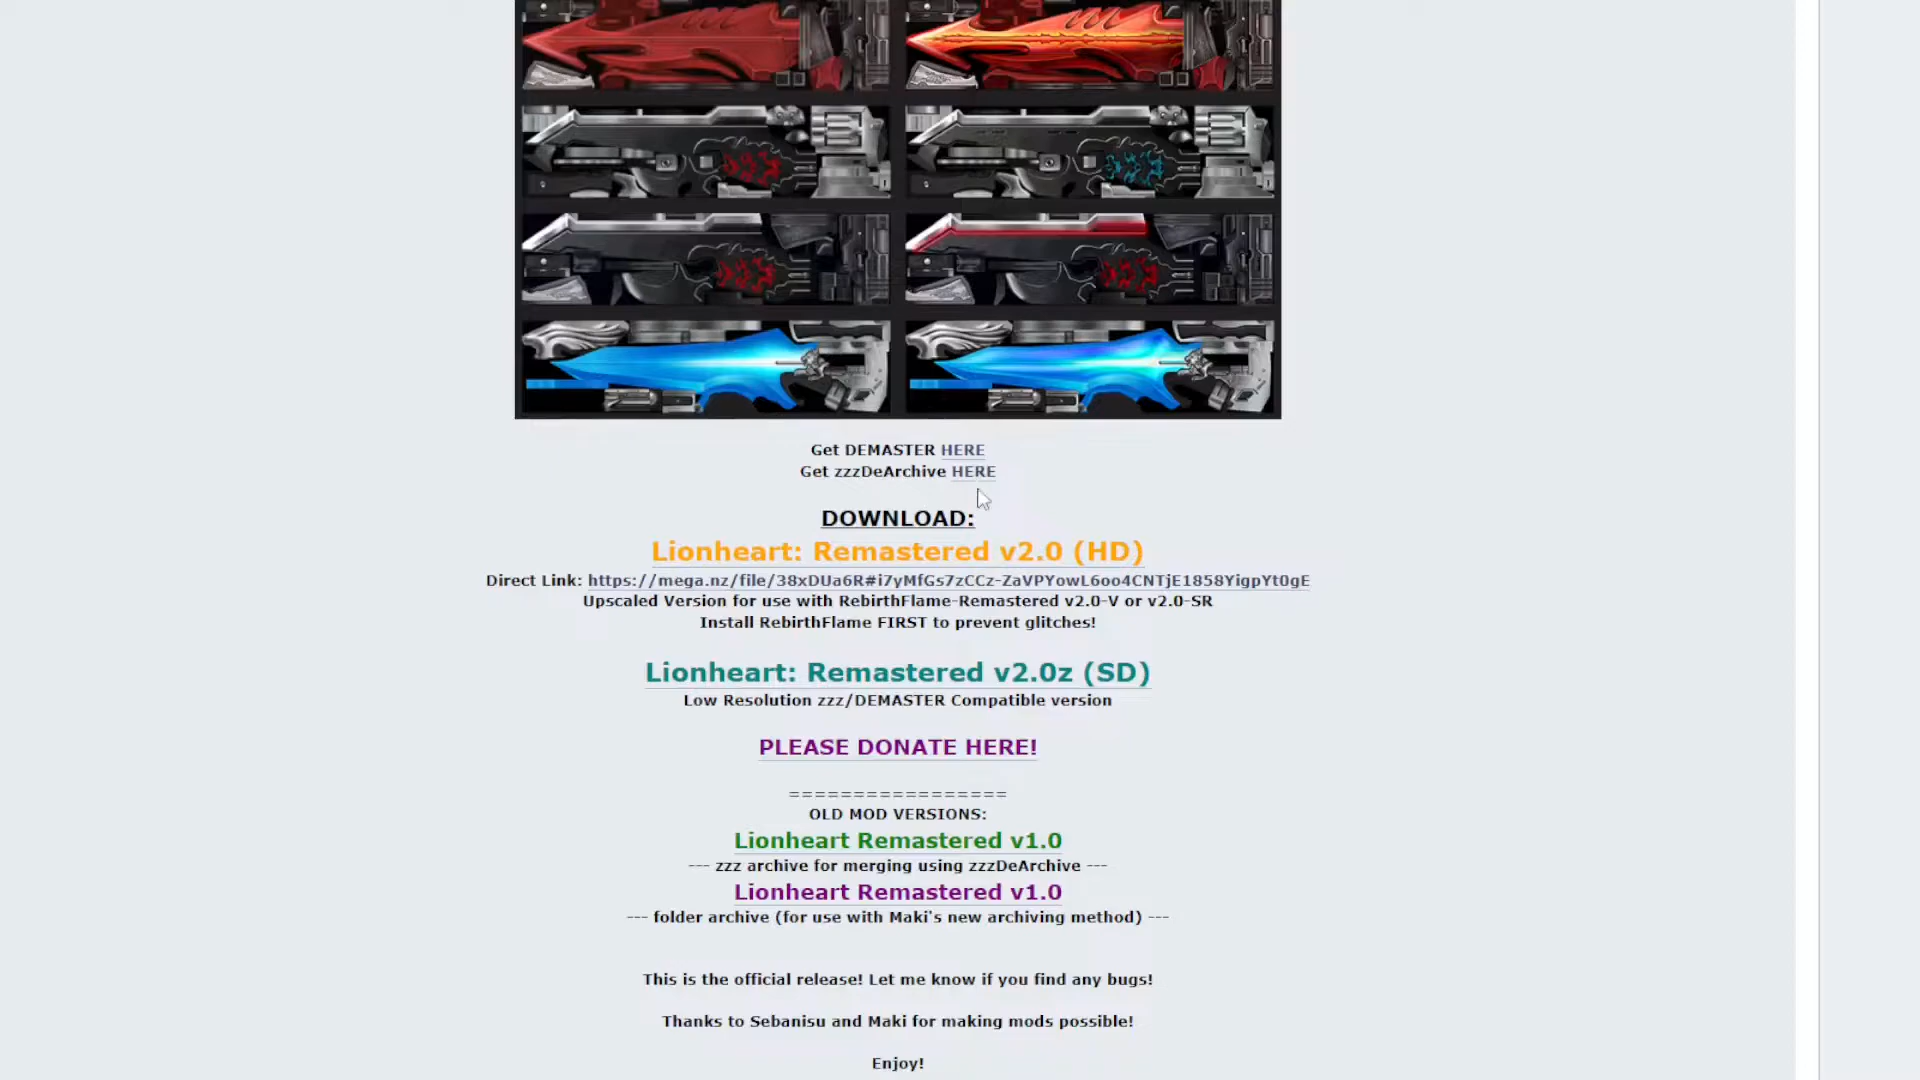 Get DEMASTER HERE
Get zzzDeArchive HERE
DOWNLOAD:
Lionheart: Remastered v2.0 (HD)
Direct Link: https://mega.nz/file/38xDUa6R#i7yMfGs7zCCz-ZaVPYowL6oo4CNTjE1858YigpYt0gE
Upscaled Version for use with RebirthFlame-Remastered v2.0-V or v2.0-SR
Install RebirthFlame FIRST to prevent glitches!
Lionheart: Remastered v2.0z (SD)
Low Resolution zzz/DEMASTER Compatible version
PLEASE DONATE HERE!
=================
OLD MOD VERSIONS:
Lionheart Remastered v1.0
--- zzz archive for merging using zzzDeArchive ---
Lionheart Remastered v1.0
--- folder archive (for use with Maki's new archiving method) ---
This is the official release! Let me know if you find any bugs!
Thanks to Sebanisu and Maki for making mods possible!
Enjoy!